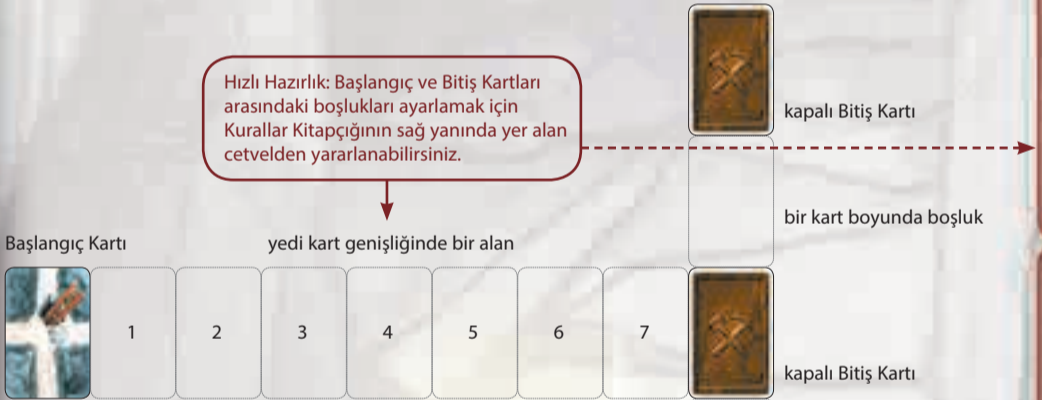 Hızlı Hazırlık: Başlangıç ve Bitiş Kartları
arasındaki boşlukları ayarlamak için
Kurallar Kitapçığının sağ yanında yer alan
cetvelden yararlanabilirsiniz.
kapalı Bitiş Kartı
bir kart boyunda boşluk
Başlangıç Kartı
yedi kart genişliğinde bir alan
1 2 3 4 5 6 7
kapalı Bitiş Kartı